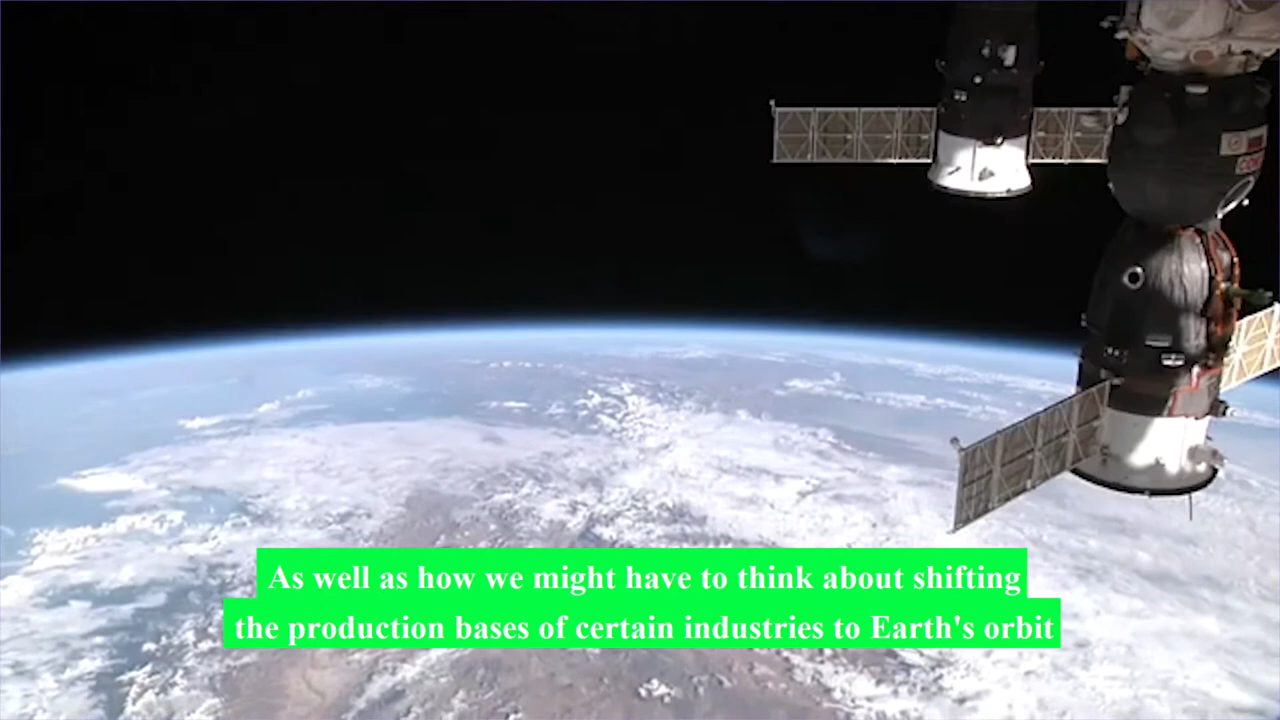 As well as how we might have to think about shifting
the production bases of certain industries to Earth's orbit